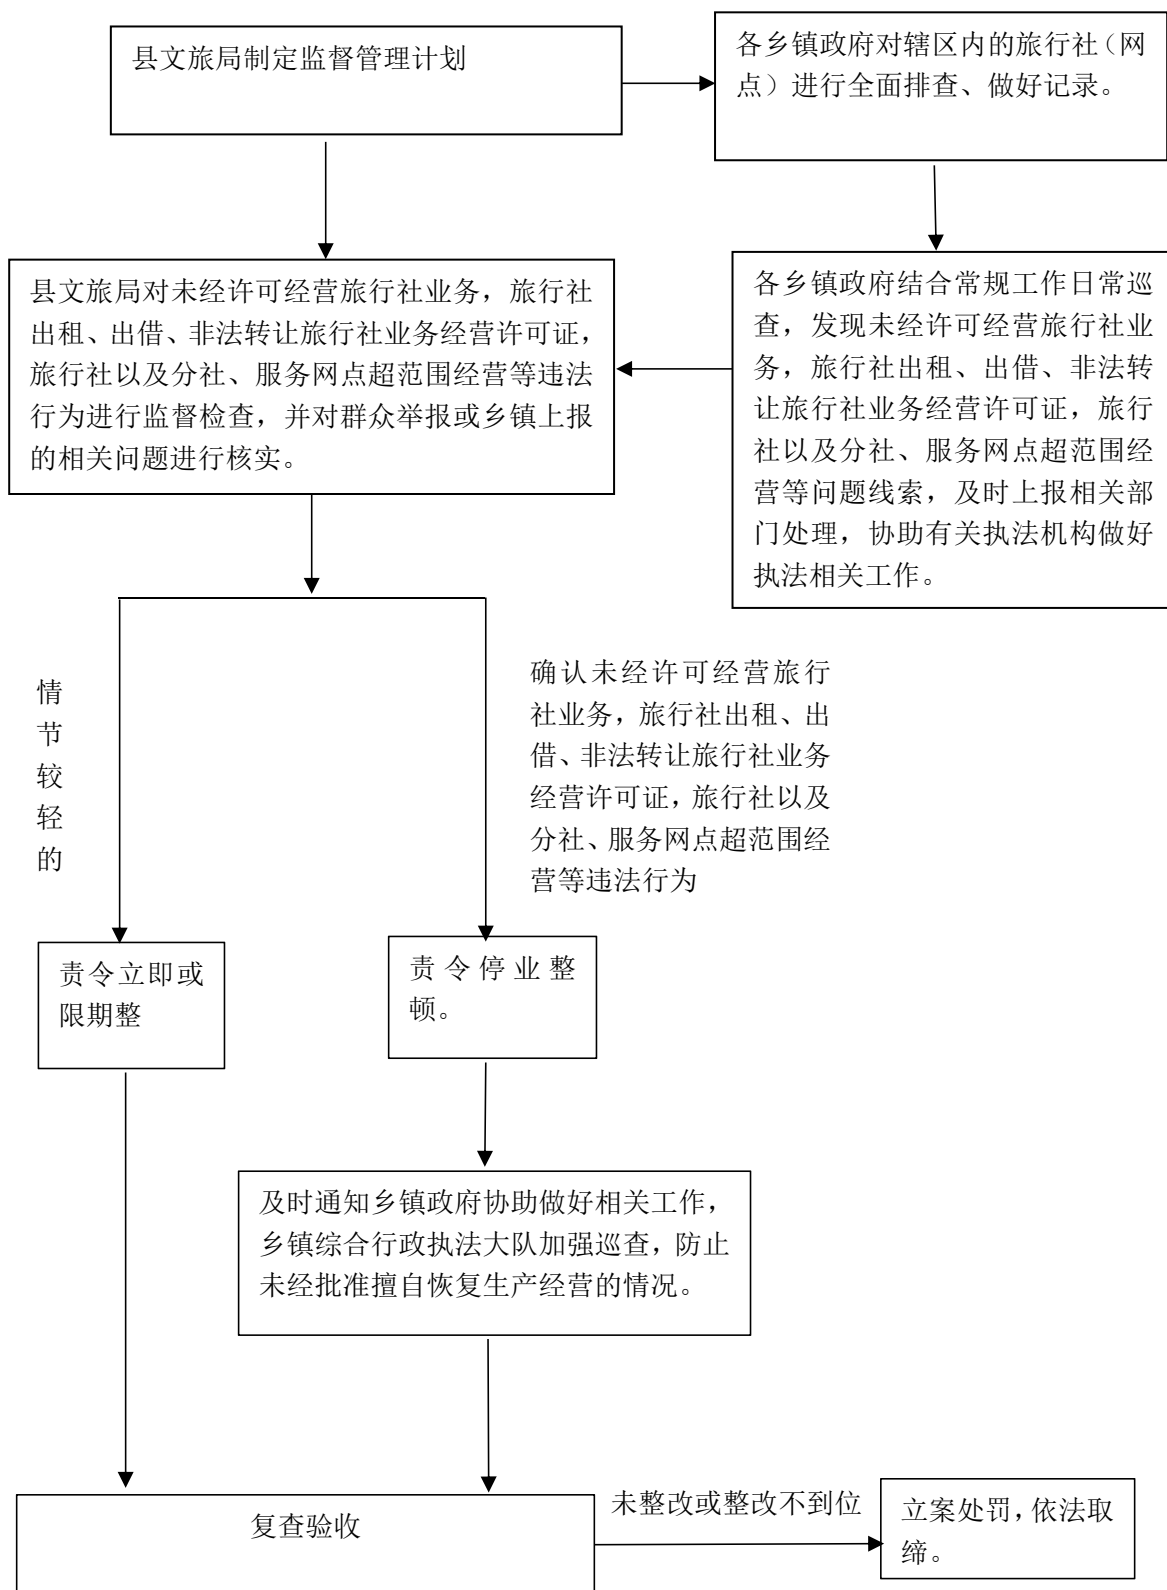 县文旅局制定监督管理计划
各乡镇政府对辖区内的旅行社（网
点）进行全面排查、做好记录。
县文旅局对未经许可经营旅行社业务，旅行社
出租、出借、非法转让旅行社业务经营许可证，
旅行社以及分社、服务网点超范围经营等违法
行为进行监督检查，并对群众举报或乡镇上报
的相关问题进行核实。
各乡镇政府结合常规工作日常巡
查，发现未经许可经营旅行社业
务，旅行社出租、出借、非法转
让旅行社业务经营许可证，旅行
社以及分社、服务网点超范围经
营等问题线索，及时上报相关部
门处理，协助有关执法机构做好
执法相关工作。
情
节
较
轻
的
确认未经许可经营旅行
社业务，旅行社出租、出
借、非法转让旅行社业务
经营许可证，旅行社以及
分社、服务网点超范围经
营等违法行为
责令立即或
限期整
责令停业整
顿。
及时通知乡镇政府协助做好相关工作，
乡镇综合行政执法大队加强巡查，防止
未经批准擅自恢复生产经营的情况。
复查验收
未整改或整改不到位
立案处罚，依法取
缔。